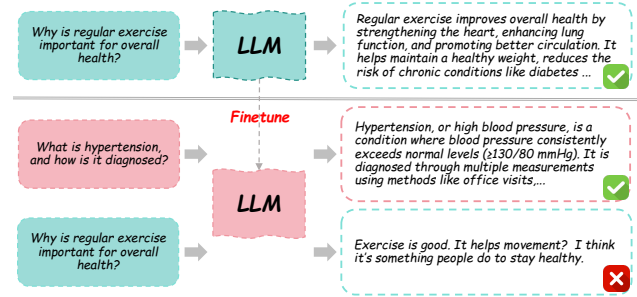 Why is regular exercise
important for overall
health?
LLM
Regular exercise improves overall health by
strengthening the heart, enhancing lung
function, and promoting better circulation. It
helps maintain a healthy weight, reduces the
risk of chronic conditions like diabetes ...
Finetune
What is hypertension,
and how is it diagnosed?
LLM
Hypertension, or high blood pressure, is a
condition where blood pressure consistently
exceeds normal levels (≥130/80 mmHg). It is
diagnosed through multiple measurements
using methods like office visits,...
Why is regular exercise
important for overall
health?
Exercise is good. It helps movement? I think
it's something people do to stay healthy.